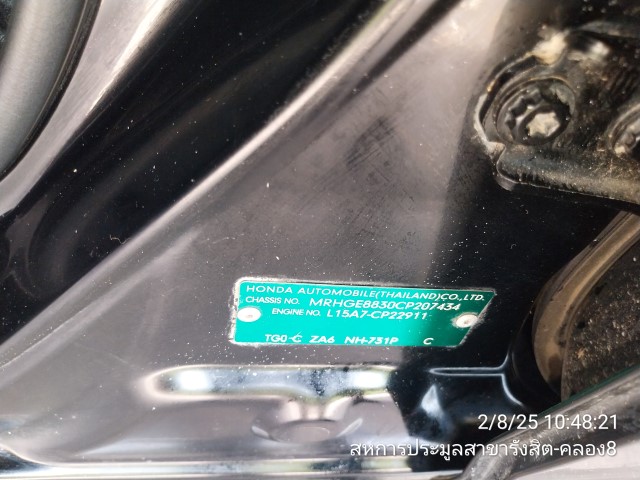 HONDA AUTOMOBILE(THAILAND)CO.,LTD.
CHASSIS NO. MRHGE8830CP207434
ENGINE NO. L15A7-CP22911
TG0-C ZA6 NH-731P C
2/8/25 10:48:21
สหการประมูลสาขารังสิต-คลอง8